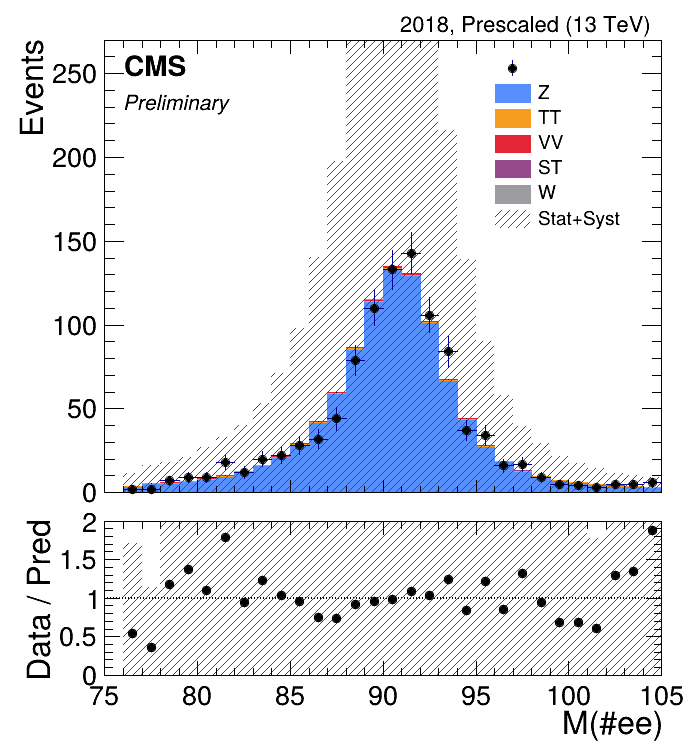 2018, Prescaled (13 TeV)
Events
CMS
Preliminary
Z
TT
VV
ST
W
Stat+Syst
250
200
150
100
50
0
Data / Pred
2
1.5
1
0.5
0
75 80 85 90 95 100 105
M(#ee)